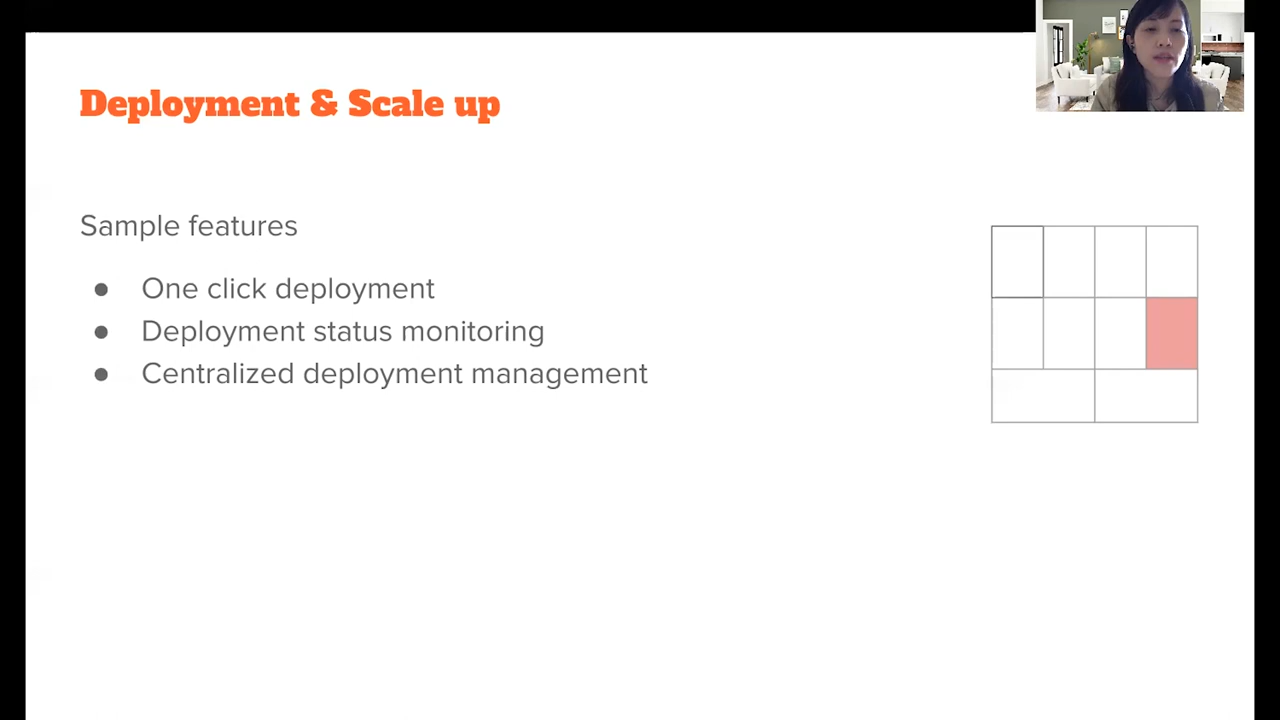 Deployment & Scale up
Sample features
● One click deployment
● Deployment status monitoring
● Centralized deployment management